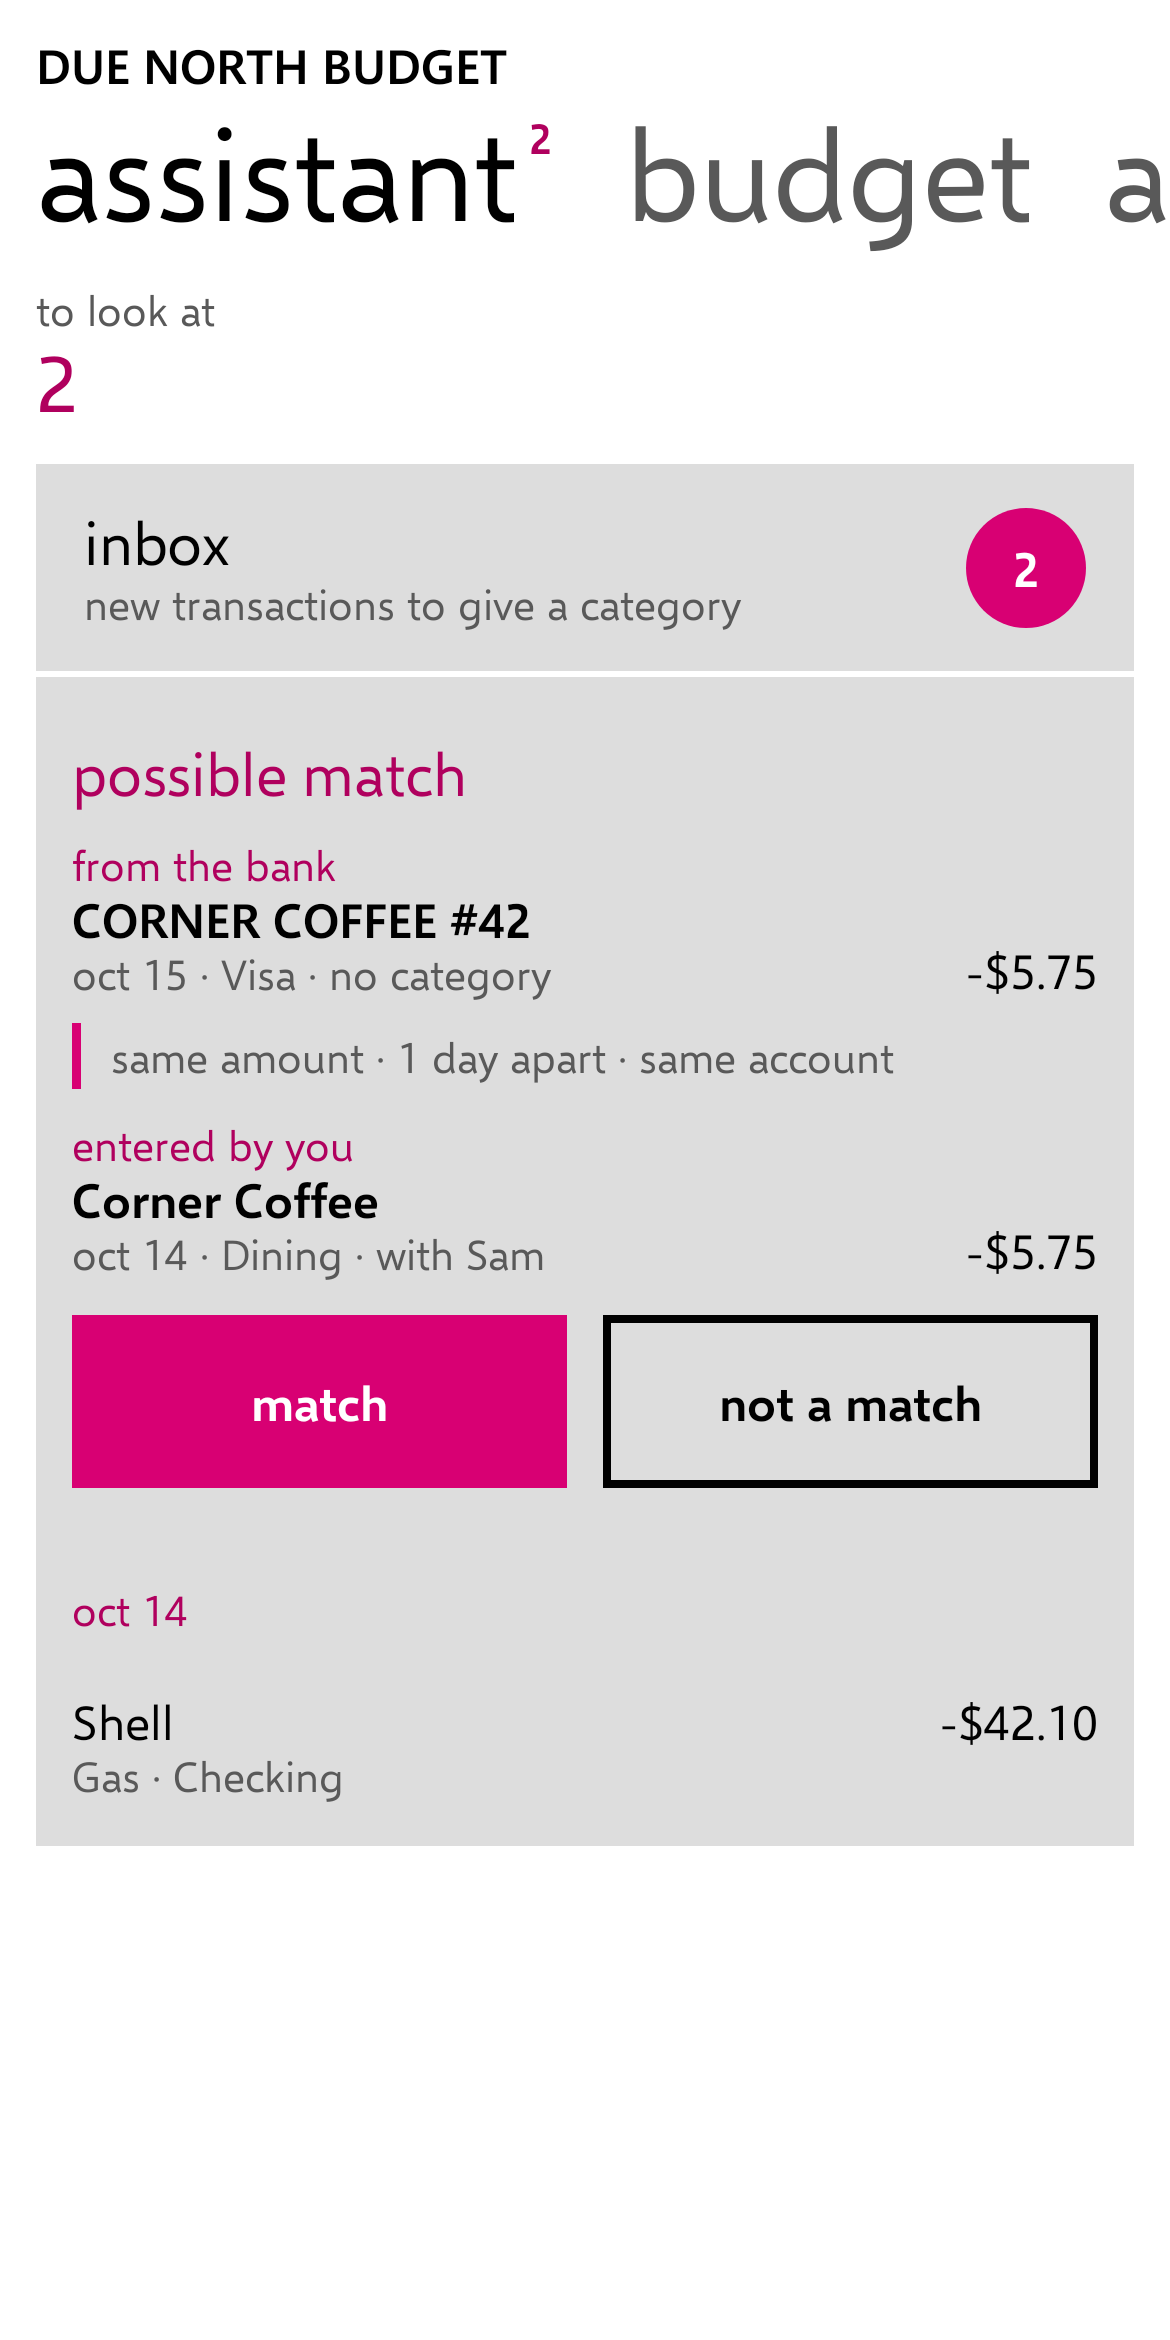 DUE NORTH BUDGET
assistant 2 budget a
to look at
2
inbox
new transactions to give a category
2
possible match
from the bank
CORNER COFFEE #42
oct 15 · Visa · no category -$5.75
same amount · 1 day apart · same account
entered by you
Corner Coffee
oct 14 · Dining · with Sam -$5.75
match not a match
oct 14
Shell -$42.10
Gas · Checking